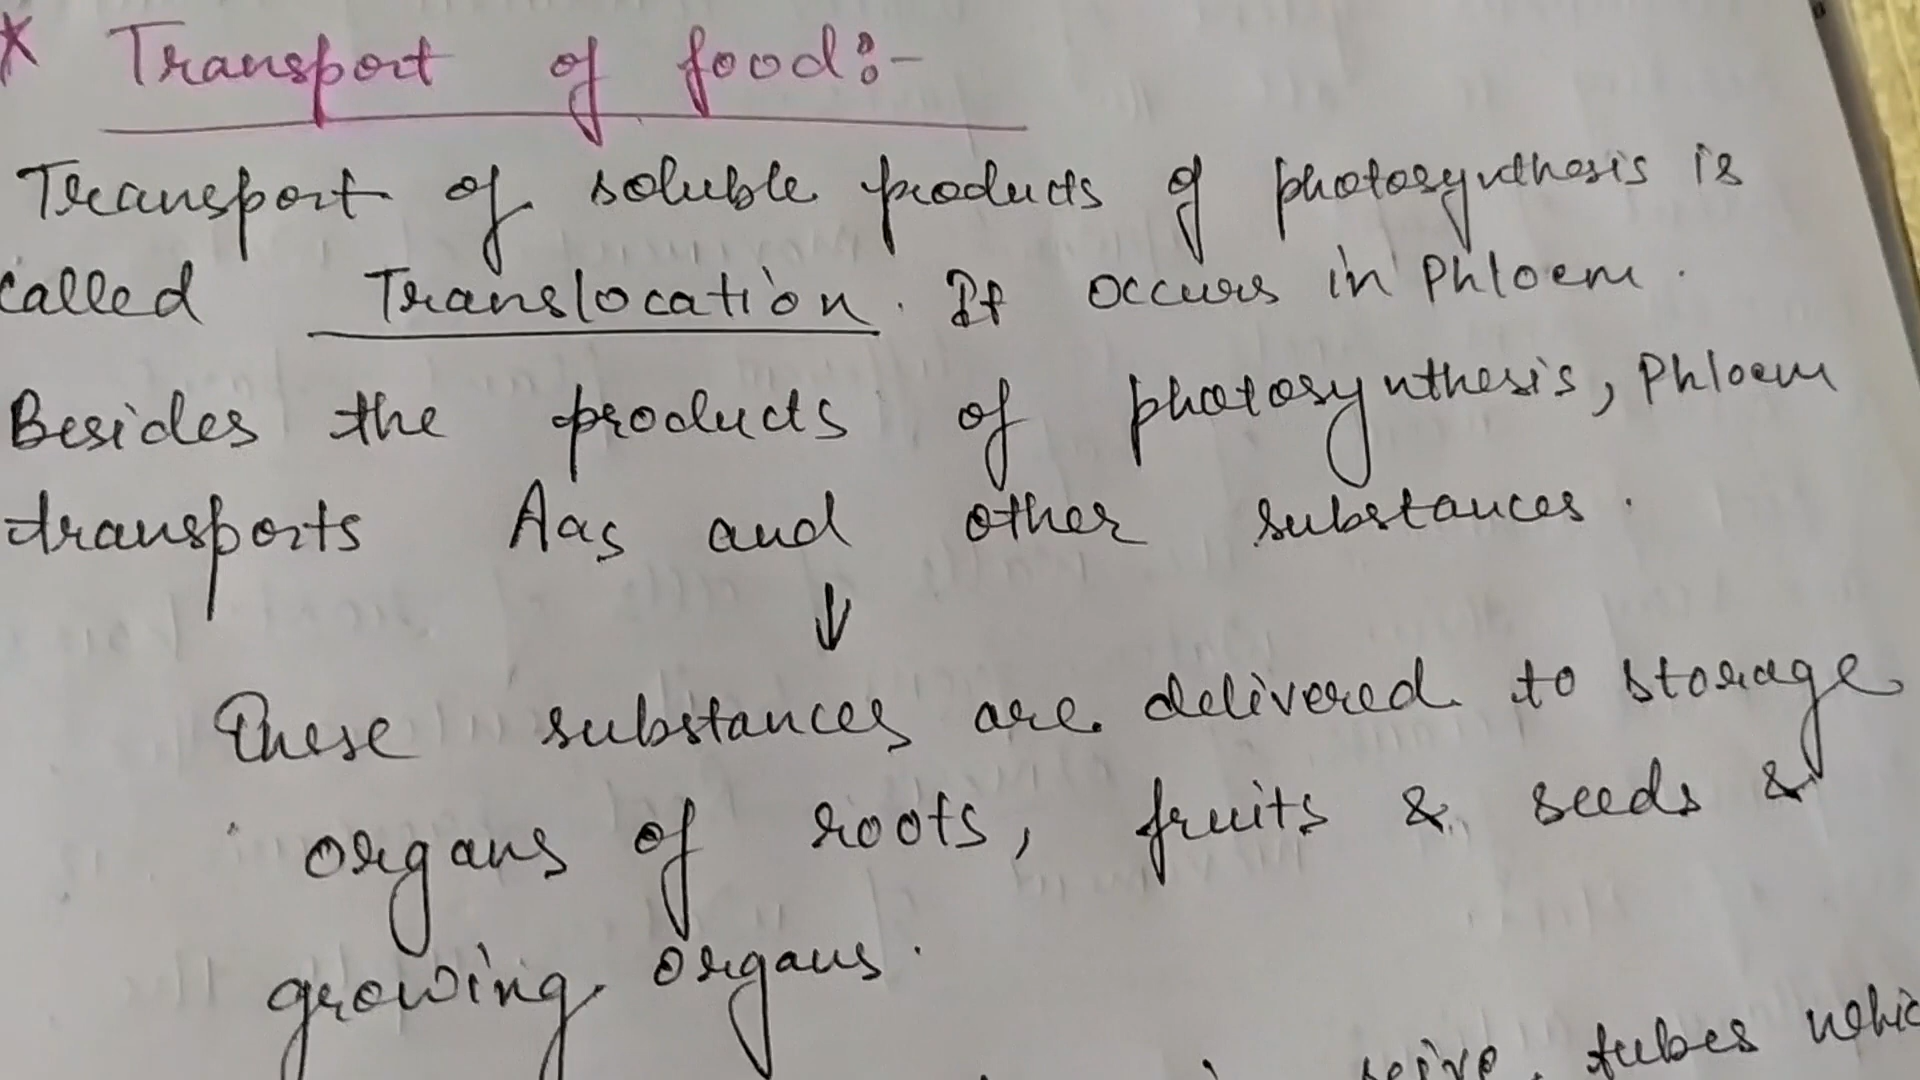 * Transport of food:-
Transport of soluble products of photosynthesis is
called Translocation. It occurs in Phloem.
Besides the products of photosynthesis, Phloem
transports Aas and other substances.
↓
These substances are delivered to storage
organs of roots, fruits & seeds &
growing organs.
tubes